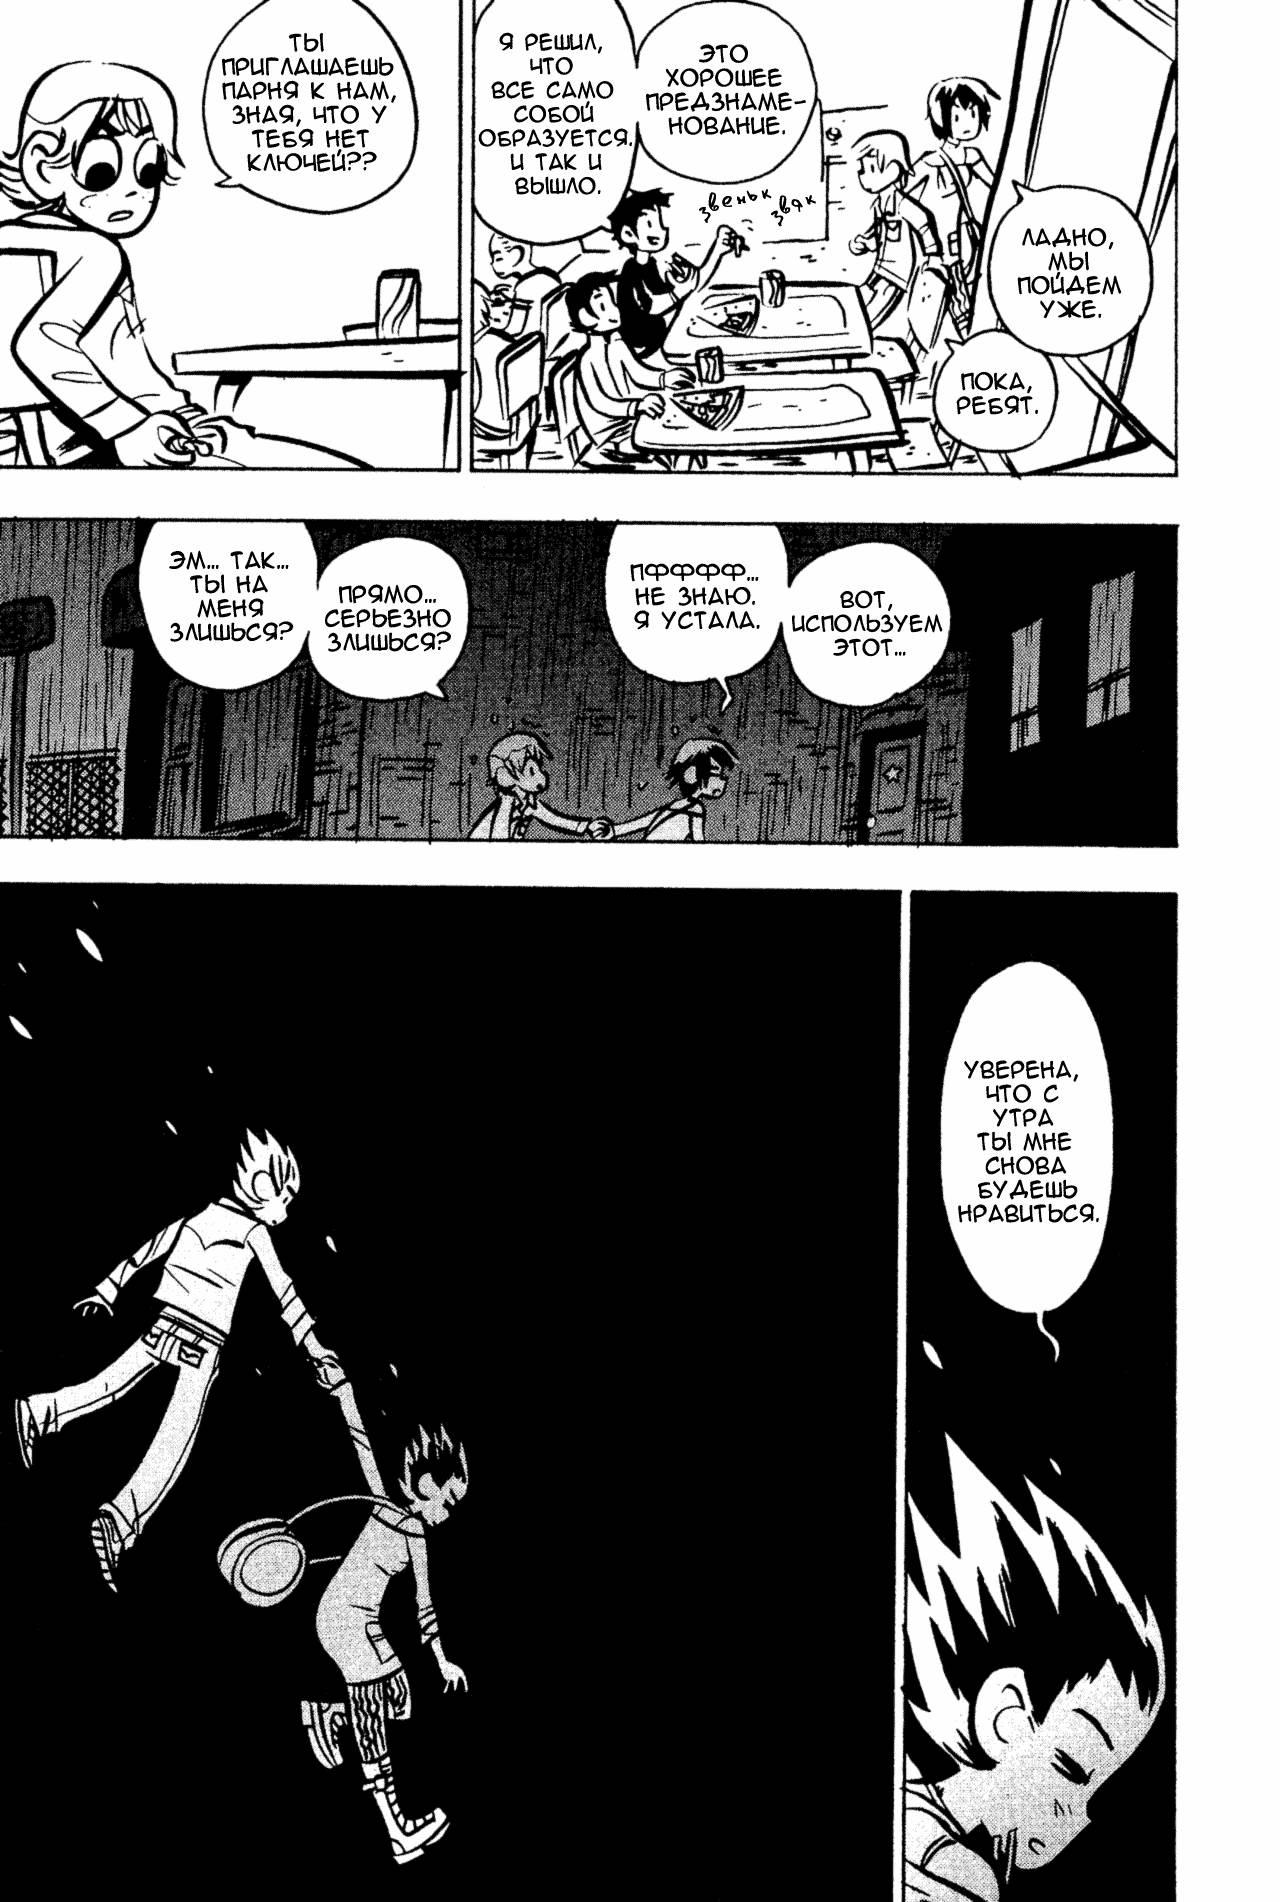 ТЫ
ПРИГЛАШАЕШЬ
ПАРНЯ К НАМ,
ЗНАЯ, ЧТО У
ТЕБЯ НЕТ
КЛЮЧЕЙ??
Я РЕШИЛ,
ЧТО
ВСЕ САМО
СОБОЙ
ОБРАЗУЕТСЯ.
И ТАК И
ВЫШЛО.
ЭТО
ХОРОШЕЕ
ПРЕДЗНАМЕ-
НОВАНИЕ.
звеньк
звяк
ЛАДНО,
МЫ
ПОЙДЕМ
УЖЕ.
ПОКА,
РЕБЯТ.
ЭМ... ТАК...
ТЫ НА
МЕНЯ
ЗЛИШЬСЯ?
ПРЯМО...
СЕРЬЕЗНО
ЗЛИШЬСЯ?
ПФФФФ...
НЕ ЗНАЮ.
Я УСТАЛА.
ВОТ,
ИСПОЛЬЗУЕМ
ЭТОТ...
УВЕРЕНА,
ЧТО С
УТРА
ТЫ МНЕ
СНОВА
БУДЕШЬ
НРАВИТЬСЯ.